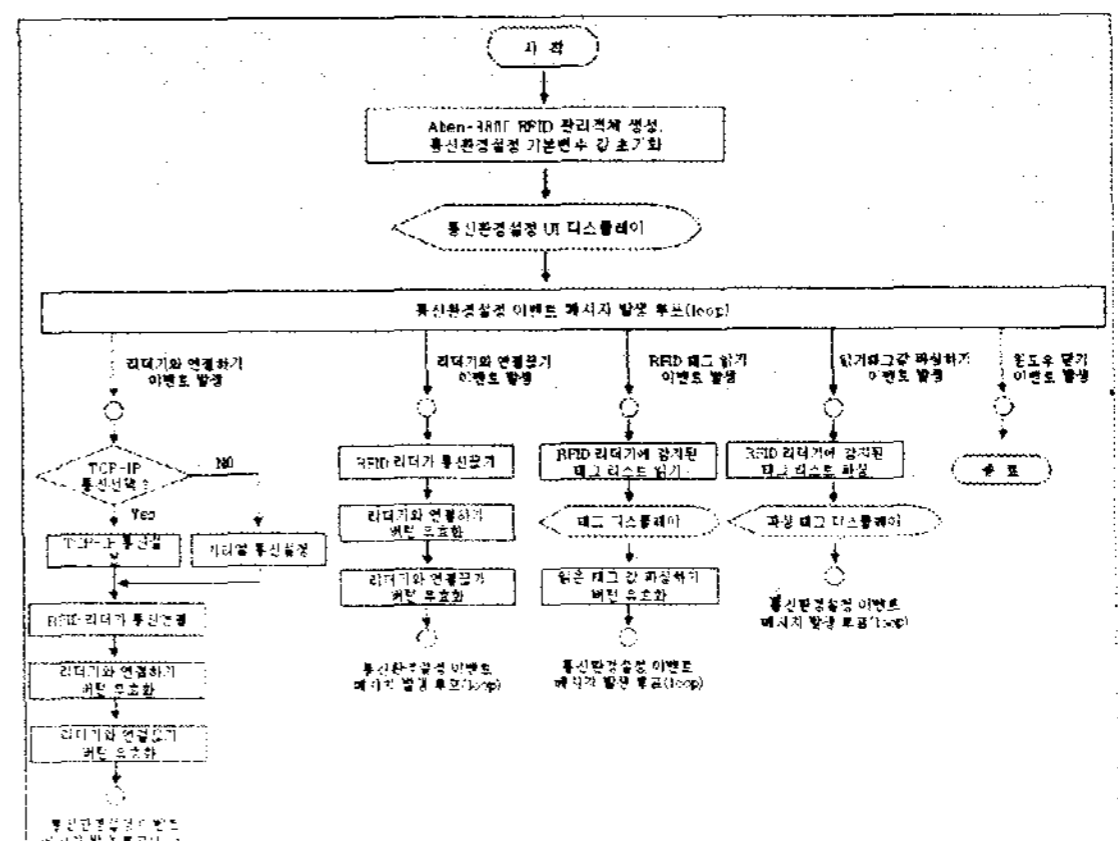 시 작
RFID 관리객체 생성,
통신환경설정 기본변수 값 초기화
통신환경설정 UI 디스플레이
통신환경설정 이벤트 메시지 발생 루프(loop)
리더기와 연결하기
이벤트 발생
리더기와 연결끊기
이벤트 발생
RFID 태그 읽기
이벤트 발생
읽기태그값 파싱하기
이벤트 발생
윈도우 닫기
이벤트 발생
TCP-IP
통신선택?
NO
Yes
TCP-IP 통신설
통신설정
RFID 리더기 통신연결
리더기와 연결하기
버턴 무효화
리더기와 연결끊기
버턴 유효화
RFID 리더기 통신끊기
리더기와 연결하기
버턴 유효화
리더기와 연결끊기
버턴 무효화
통신환경설정 이벤트
메시지 발생 루프(loop)
RFID 리더기에 감지된
태그 리스트 읽기
태그 디스플레이
읽은 태그 값 파싱하기
버턴 유효화
통신환경설정 이벤트
메시지 발생 루프(loop)
RFID 리더기에 감지된
태그 리스트 파싱
파싱 태그 디스플레이
통신환경설정 이벤트
메시지 발생 루프(loop)
종 료